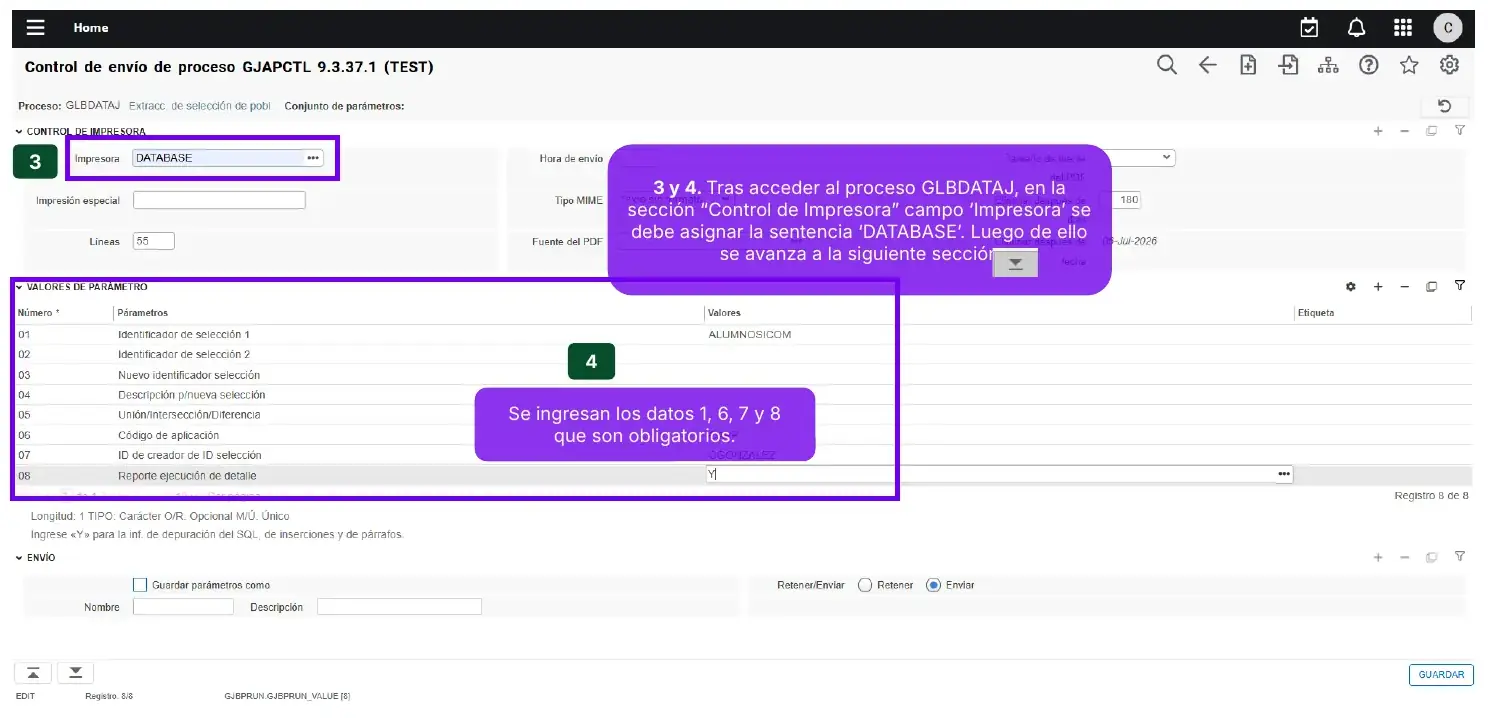 Home
C
Control de envío de proceso GJAPCTL 9.3.37.1 (TEST)
Proceso: GLBDATAJ Extracc. de selección de pobl Conjunto de parámetros:
CONTROL DE IMPRESORA
3
Impresora DATABASE
Hora de envío
Impresión especial
Tipo MIME
180
Líneas 55
Fuente del PDF
-Jul-2026
3 y 4. Tras acceder al proceso GLBDATAJ, en la
sección “Control de Impresora” campo ‘Impresora’ se
debe asignar la sentencia ‘DATABASE’. Luego de ello
se avanza a la siguiente sección
VALORES DE PARÁMETRO
Número * Parámetros Valores Etiqueta
01 Identificador de selección 1 ALUMNOSICOM
02 Identificador de selección 2
03 Nuevo identificador selección
04 Descripción p/nueva selección
05 Unión/Intersección/Diferencia
06 Código de aplicación
07 ID de creador de ID selección OGONZALEZ
08 Reporte ejecución de detalle Y
4
Se ingresan los datos 1, 6, 7 y 8
que son obligatorios.
Registro 8 de 8
Longitud: 1 TIPO: Carácter O/R. Opcional M/Ú. Único
Ingrese «Y» para la inf. de depuración del SQL, de inserciones y de párrafos.
ENVÍO
Guardar parámetros como
Retener/Enviar Retener Enviar
Nombre Descripción
GUARDAR
EDIT Registro: 8/8 GJBPRUN.GJBPRUN_VALUE [8]